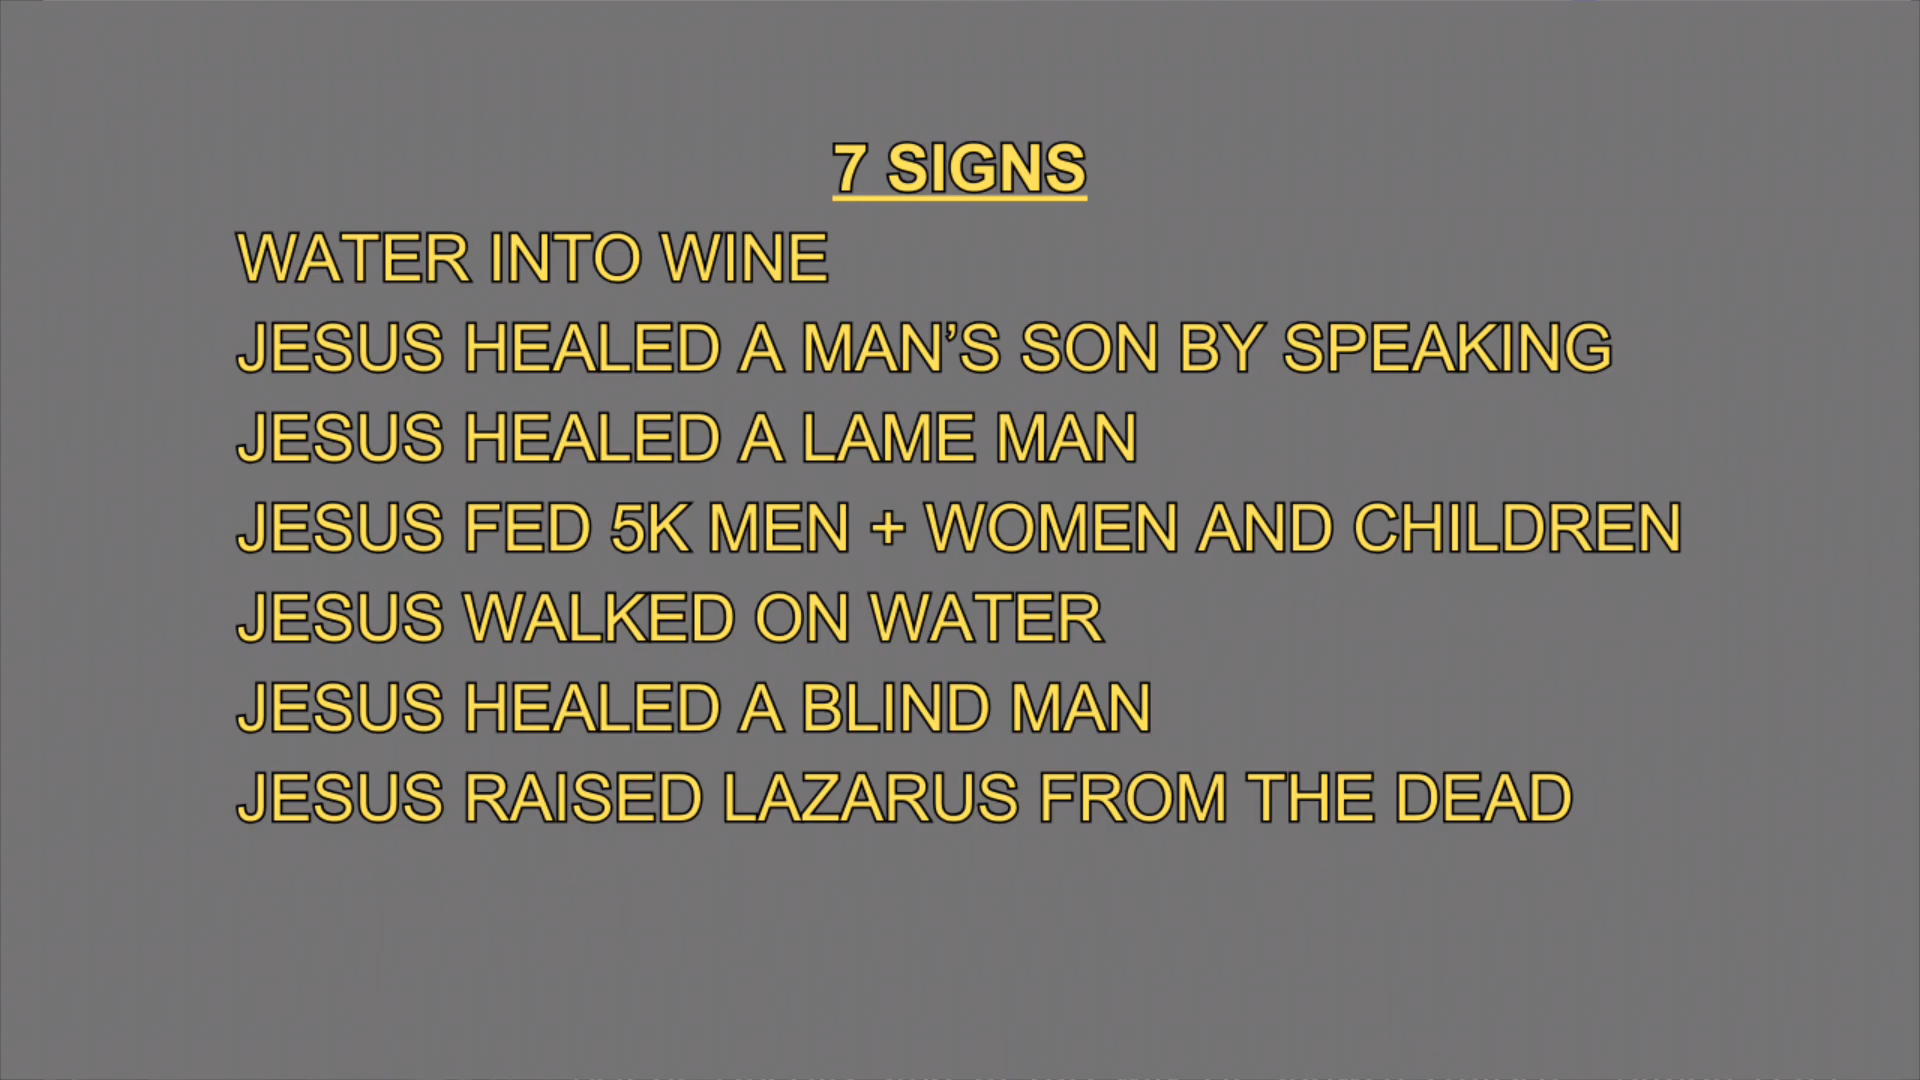 7 SIGNS
WATER INTO WINE
JESUS HEALED A MAN’S SON BY SPEAKING
JESUS HEALED A LAME MAN
JESUS FED 5K MEN + WOMEN AND CHILDREN
JESUS WALKED ON WATER
JESUS HEALED A BLIND MAN
JESUS RAISED LAZARUS FROM THE DEAD